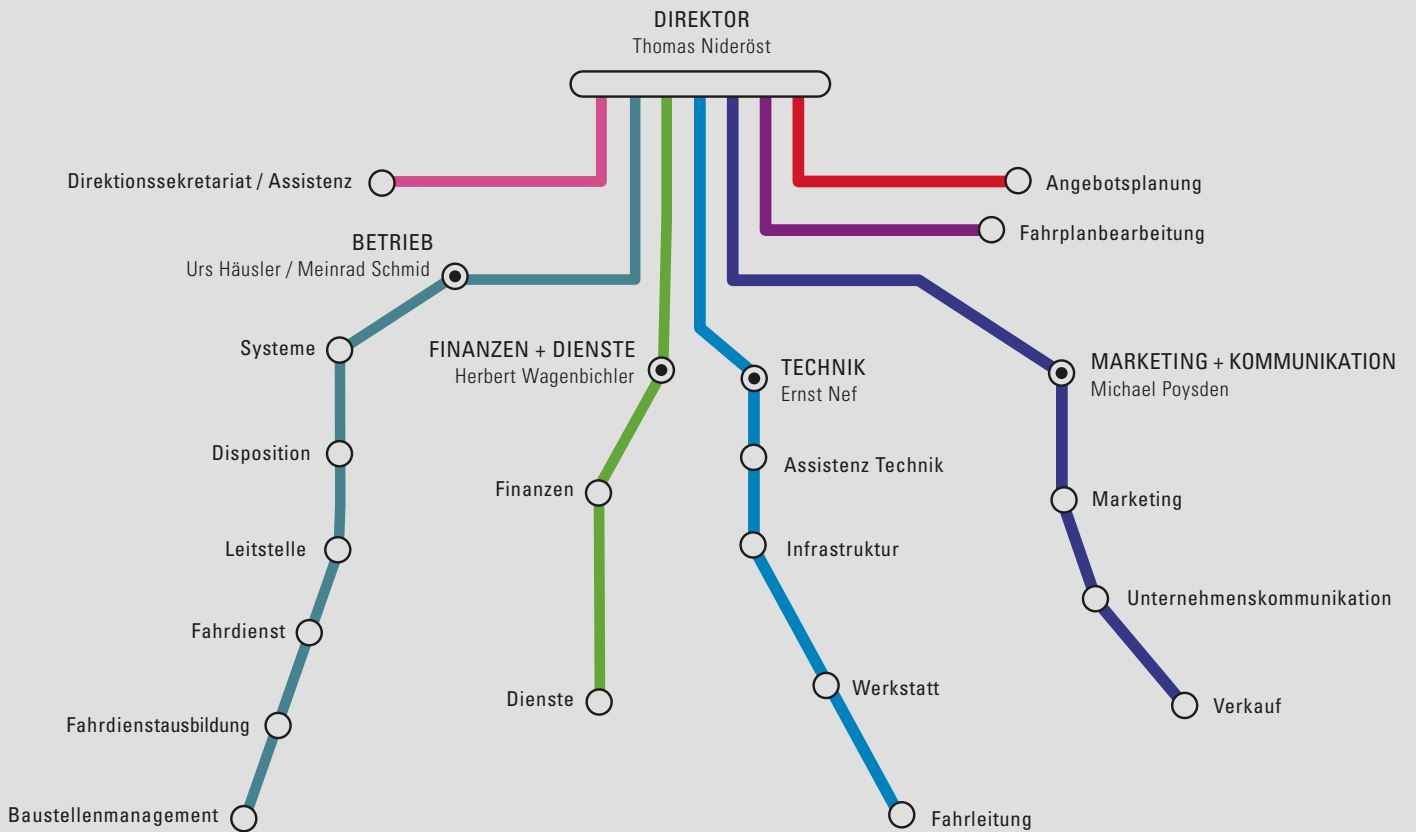 DIREKTOR
Thomas Nideröst
Direktionssekretariat / Assistenz
Angebotsplanung
Fahrplanbearbeitung
BETRIEB
Urs Häusler / Meinrad Schmid
Systeme
Disposition
Leitstelle
Fahrdienst
Fahrdienstausbildung
Baustellenmanagement
FINANZEN + DIENSTE
Herbert Wagenbichler
Finanzen
Dienste
TECHNIK
Ernst Nef
Assistenz Technik
Infrastruktur
Werkstatt
Fahrleitung
MARKETING + KOMMUNIKATION
Michael Poysden
Marketing
Unternehmenskommunikation
Verkauf